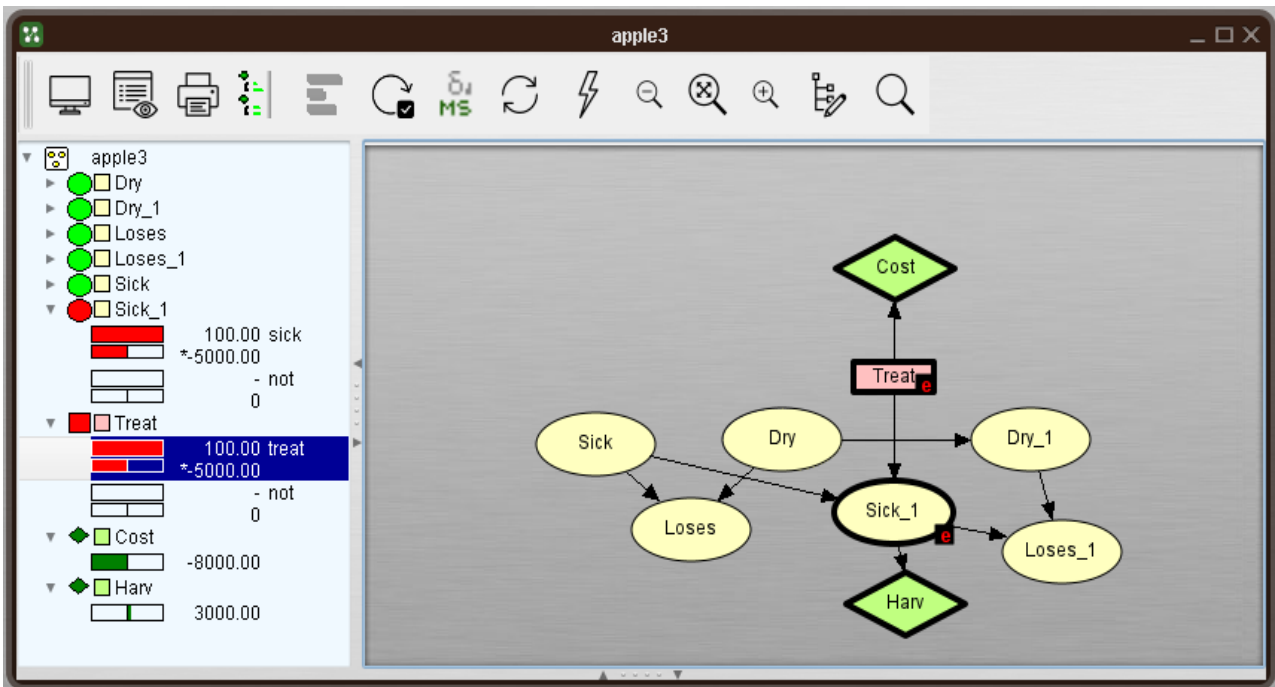 apple3
δ
MS
apple3
Dry
Dry_1
Loses
Loses_1
Sick
Sick_1
100.00 sick
*-5000.00
- not
0
Treat
100.00 treat
*-5000.00
- not
0
Cost
-8000.00
Harv
3000.00
Cost
Treat
e
Sick
Dry
Dry_1
Sick_1
e
Loses
Loses_1
Harv